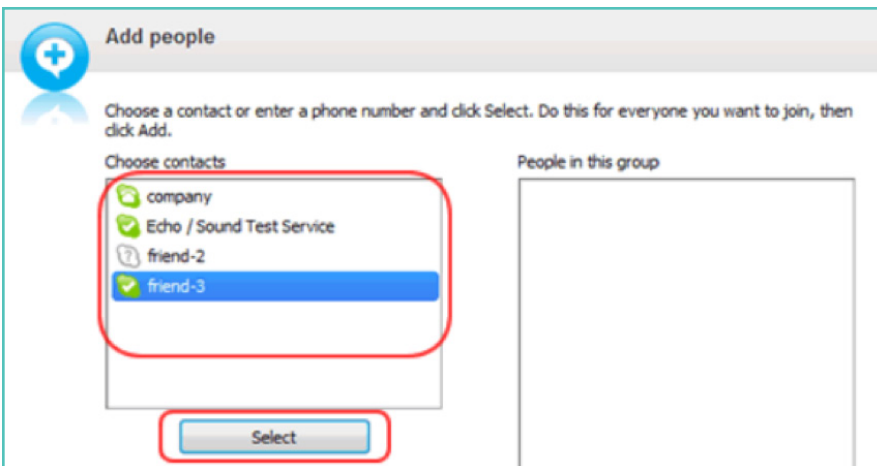 Add people
Choose a contact or enter a phone number and click Select. Do this for everyone you want to join, then
click Add.
Choose contacts
People in this group
company
Echo / Sound Test Service
friend-2
friend-3
Select